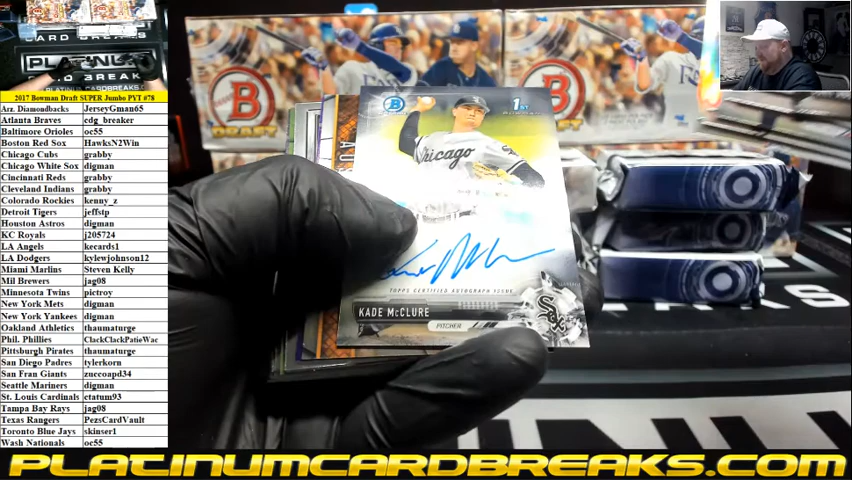 CARD BREAKS
PLATINUM
CARD BREAK
2017 Bowman Draft SUPER Jumbo PYT #78
Arz. Diamondbacks JerseyGman65
Atlanta Braves cdg_breaker
Baltimore Orioles oc55
Boston Red Sox HawksN2Win
Chicago Cubs grabby
Chicago White Sox digman
Cincinnati Reds grabby
Cleveland Indians grabby
Colorado Rockies kenny_z
Detroit Tigers jeffstp
Houston Astros digman
KC Royals j205724
LA Angels kecards1
LA Dodgers kylewjohnson12
Miami Marlins Steven Kelly
Mil Brewers jag08
Minnesota Twins pictroy
New York Mets digman
New York Yankees digman
Oakland Athletics thaumaturge
Phil. Phillies ClackClackPatieWac
Pittsburgh Pirates thaumaturge
San Diego Padres tylerkorn
San Fran Giants zuccoapd34
Seattle Mariners digman
St. Louis Cardinals ctatum93
Tampa Bay Rays jag08
Texas Rangers PezsCardVault
Toronto Blue Jays skinser1
Wash Nationals oc55
B
DRAFT
B
B
1ST
Chicago
AUS
TOPPS CERTIFIED AUTOGRAPH ISSUE
KADE McCLURE
PITCHER
SOX
PLATINUMCARDBREAKS.COM